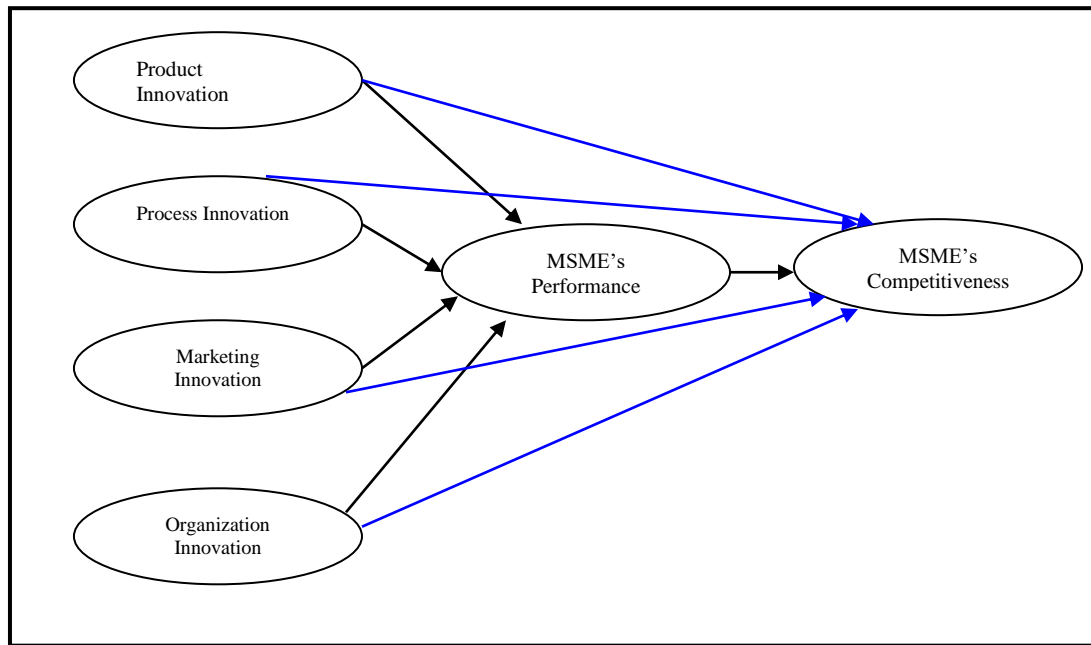 Product
Innovation
Process Innovation
MSME’s
Performance
MSME’s
Competitiveness
Marketing
Innovation
Organization
Innovation